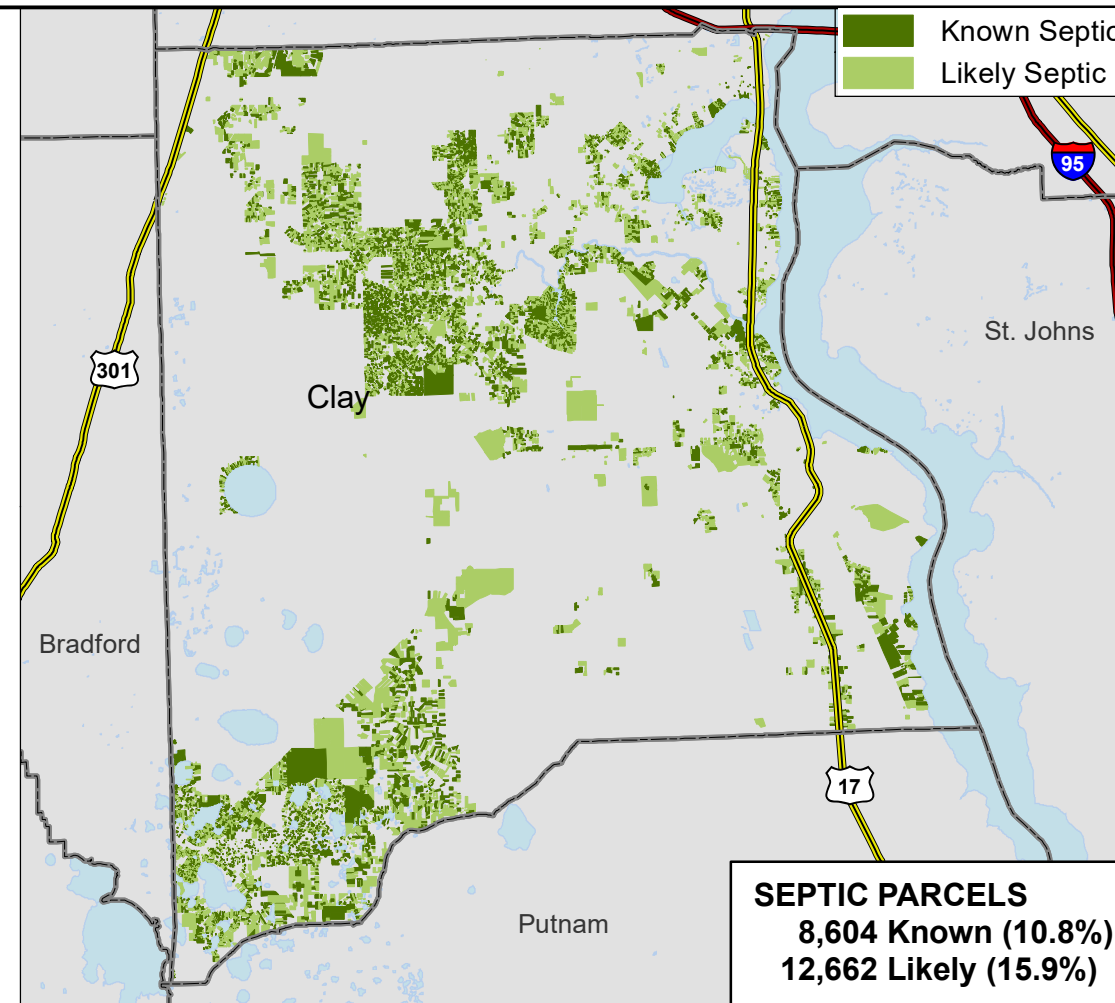 Known Septic
Likely Septic
95
St. Johns
301
Clay
Bradford
17
Putnam
SEPTIC PARCELS
8,604 Known (10.8%)
12,662 Likely (15.9%)